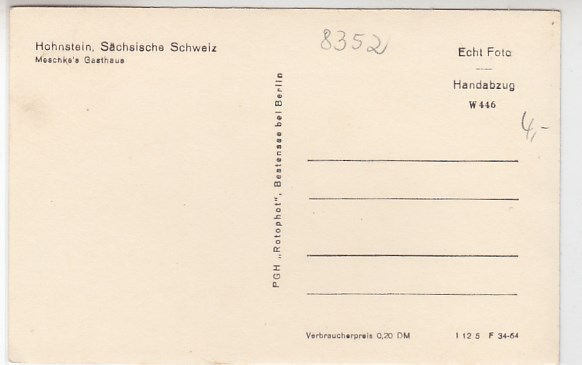 Hohnstein, Sächsische Schweiz
Meschke's Gasthaus
8352
Echt Foto
Handabzug
W 446
4,-
PGH „Rotophot", Bestensee bei Berlin
Verbraucherpreis 0,20 DM
I 12 5 F 34-64